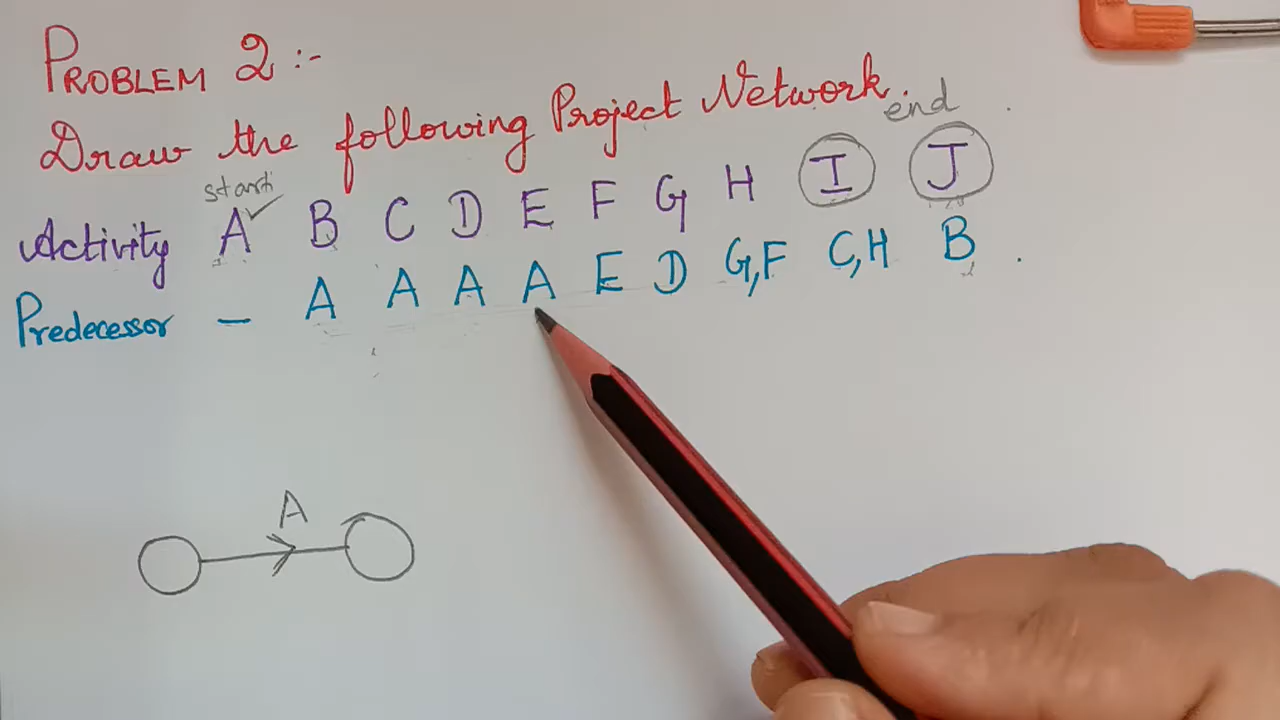 PROBLEM 2 :-
Draw the following Project Network.
start end
Activity A B C D E F G H I J
Predecessor - A A A A E D G,F C,H B
A